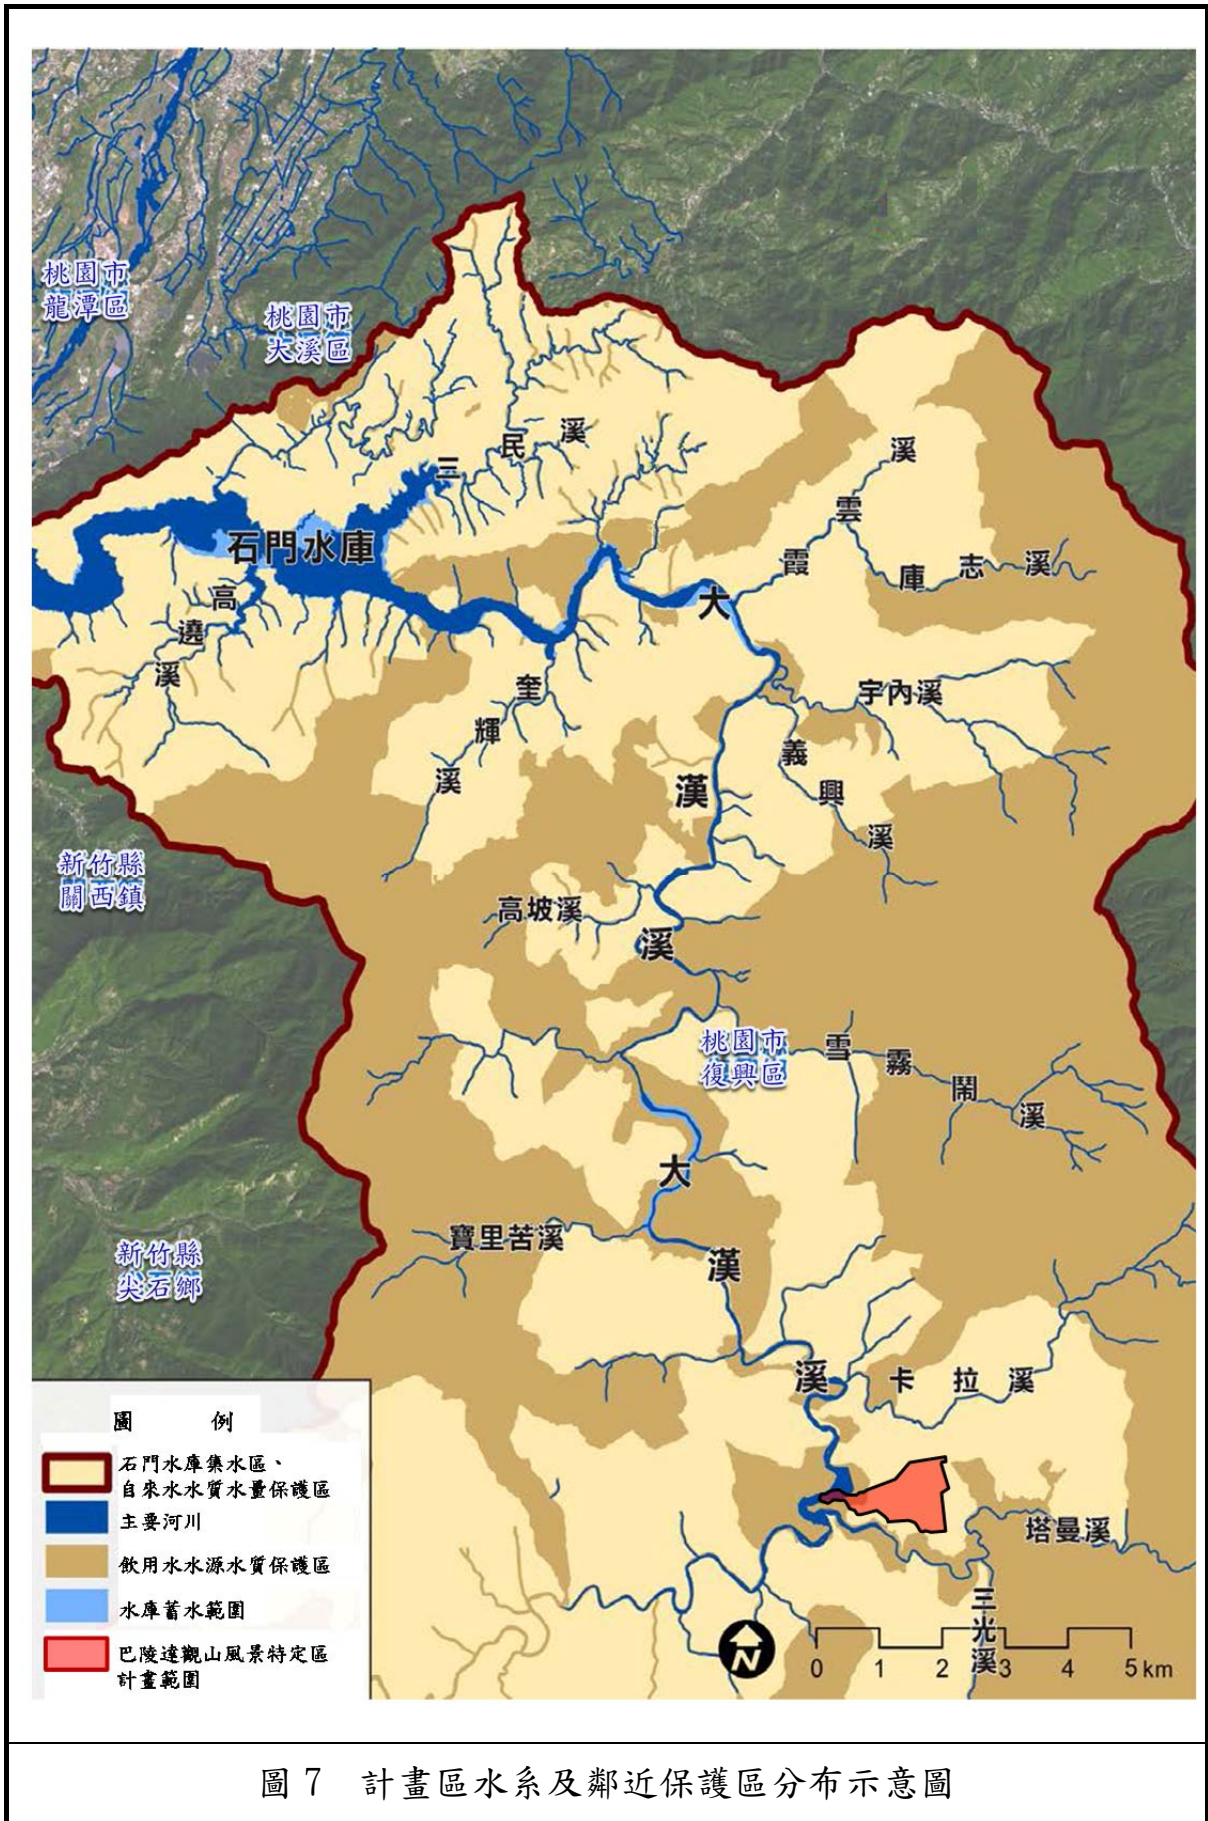 桃園市
龍潭區
桃園市
大溪區
三民溪
溪
雲
霞
石門水庫
庫志溪
高
遶
溪
大
奎
輝
溪
宇內溪
義
興
溪
漢
新竹縣
關西鎮
高坡溪
溪
桃園市
復興區
雪霧鬧溪
大
寶里苦溪
新竹縣
尖石鄉
漢
溪
卡拉溪
塔曼溪
三光溪
圖例
石門水庫集水區、
自來水水質水量保護區
主要河川
飲用水水源水質保護區
水庫蓄水範圍
巴陵達觀山風景特定區
計畫範圍
N
0 1 2 3 4 5 km
圖 7 計畫區水系及鄰近保護區分布示意圖